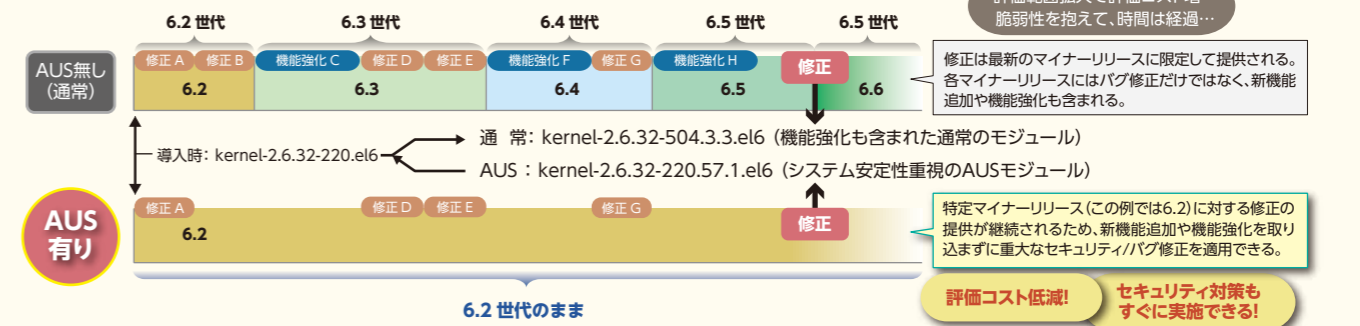 脆弱性を抱えて、時間は経過…
6.2 世代 6.3 世代 6.4 世代 6.5 世代 6.5 世代
AUS無し
（通常）
修正 A 修正 B 機能強化 C 修正 D 修正 E 機能強化 F 修正 G 機能強化 H 修正
6.2 6.3 6.4 6.5 6.6
修正は最新のマイナーリリースに限定して提供される。
各マイナーリリースにはバグ修正だけではなく、新機能
追加や機能強化も含まれる。
導入時: kernel-2.6.32-220.el6
通　常: kernel-2.6.32-504.3.3.el6（機能強化も含まれた通常のモジュール）
AUS : kernel-2.6.32-220.57.1.el6（システム安定性重視のAUSモジュール）
AUS
有り
修正 A 修正 D 修正 E 修正 G 修正
6.2
特定マイナーリリース（この例では6.2）に対する修正の
提供が継続されるため、新機能追加や機能強化を取り
込まずに重大なセキュリティ/バグ修正を適用できる。
6.2 世代のまま
評価コスト低減!
セキュリティ対策も
すぐに実施できる!